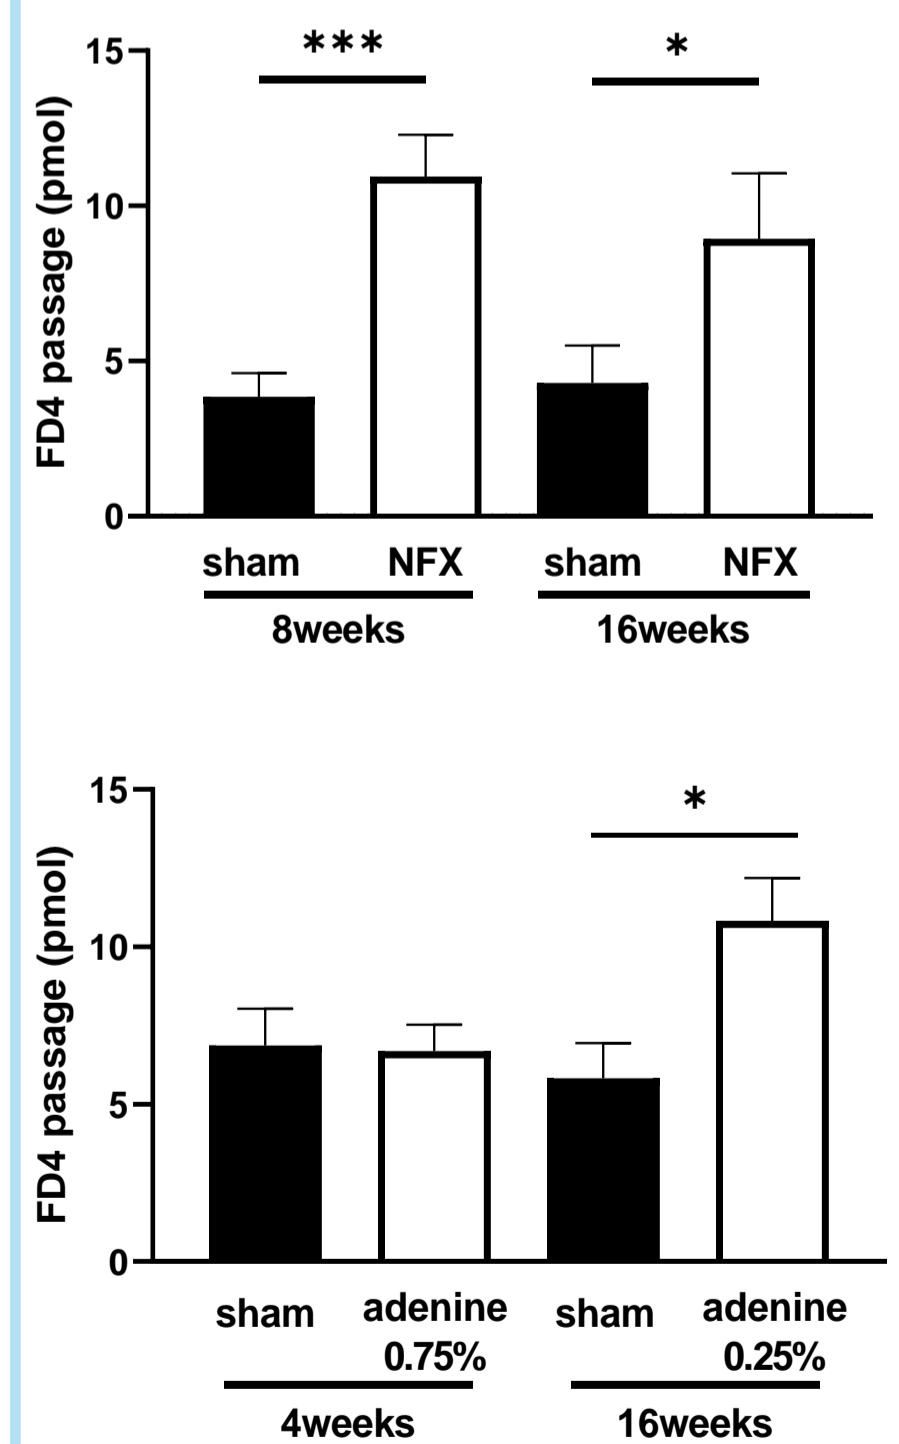 FD4 passage (pmol)
15
10
5
0
***
*
sham NFX sham NFX
8weeks 16weeks
FD4 passage (pmol)
15
10
5
0
*
sham adenine sham adenine
0.75% 0.25%
4weeks 16weeks